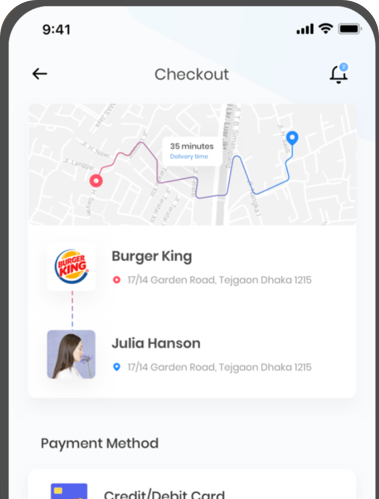 9:41
Checkout
2
35 minutes
Delivery time
BURGER
KING
Burger King
17/14 Garden Road, Tejgaon Dhaka 1215
Julia Hanson
17/14 Garden Road, Tejgaon Dhaka 1215
Payment Method
Credit/Debit Card